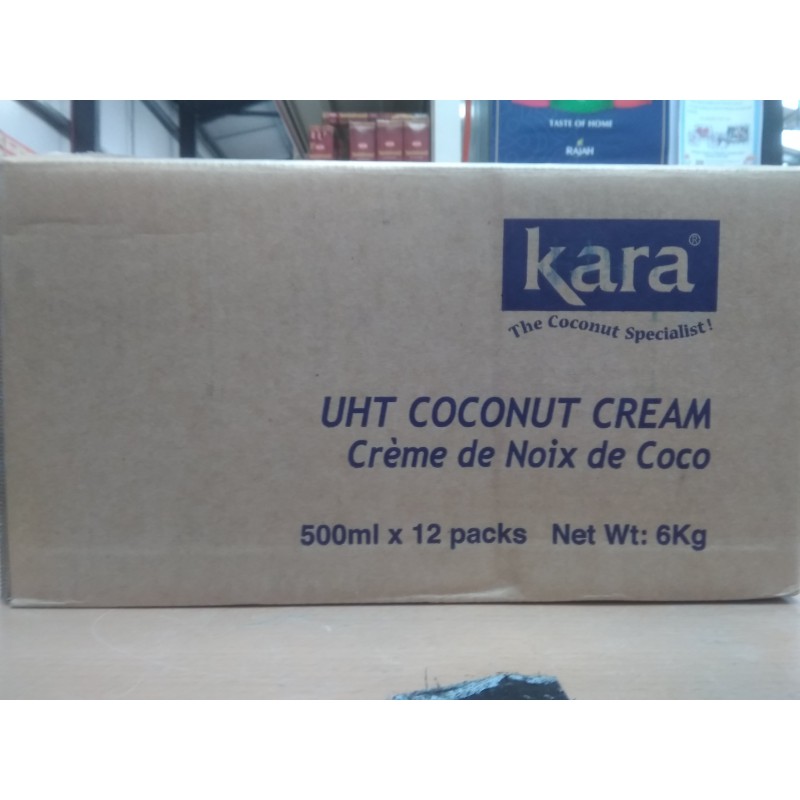 TASTE OF HOME
RAJAH
kara®
The Coconut Specialist!
UHT COCONUT CREAM
Crème de Noix de Coco
500ml x 12 packs Net Wt: 6Kg